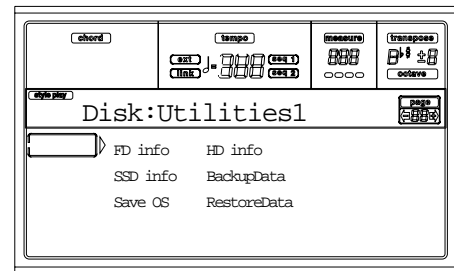 chord
tempo
measure
transpose
ext
link
seq 1
seq 2
octave
style play
Disk:Utilities1
page
FD info HD info
SSD info BackupData
Save OS RestoreData